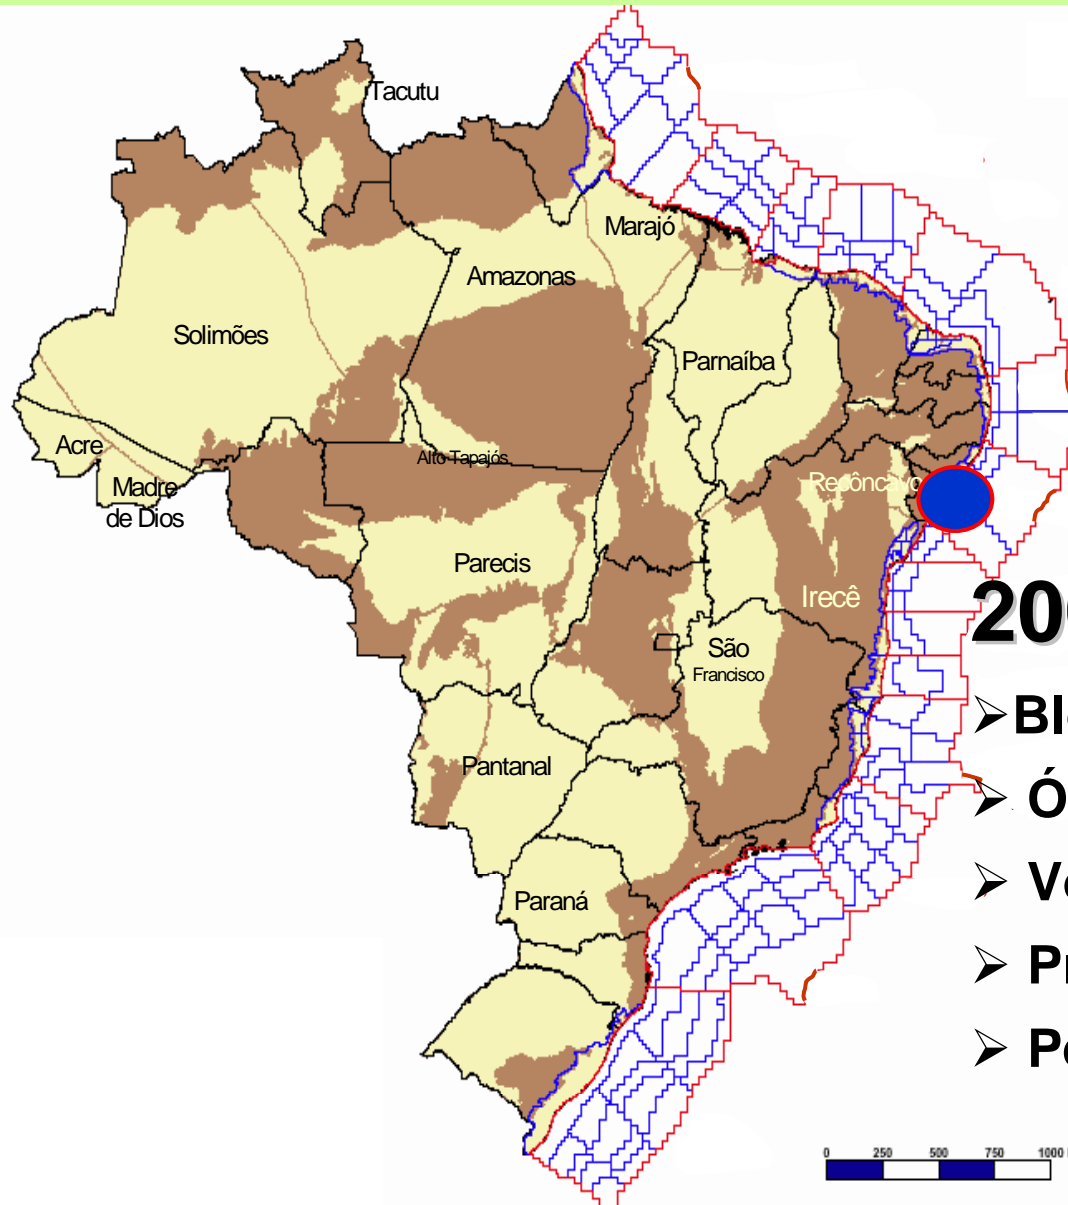 Tacutu
Marajó
Amazonas
Solimões
Parnaíba
Acre
Alto Tapajós
Madre
de Dios
Recôncavo
Parecis
Irecê
São
Francisco
Pantanal
Paraná
0 250 500 750 1000